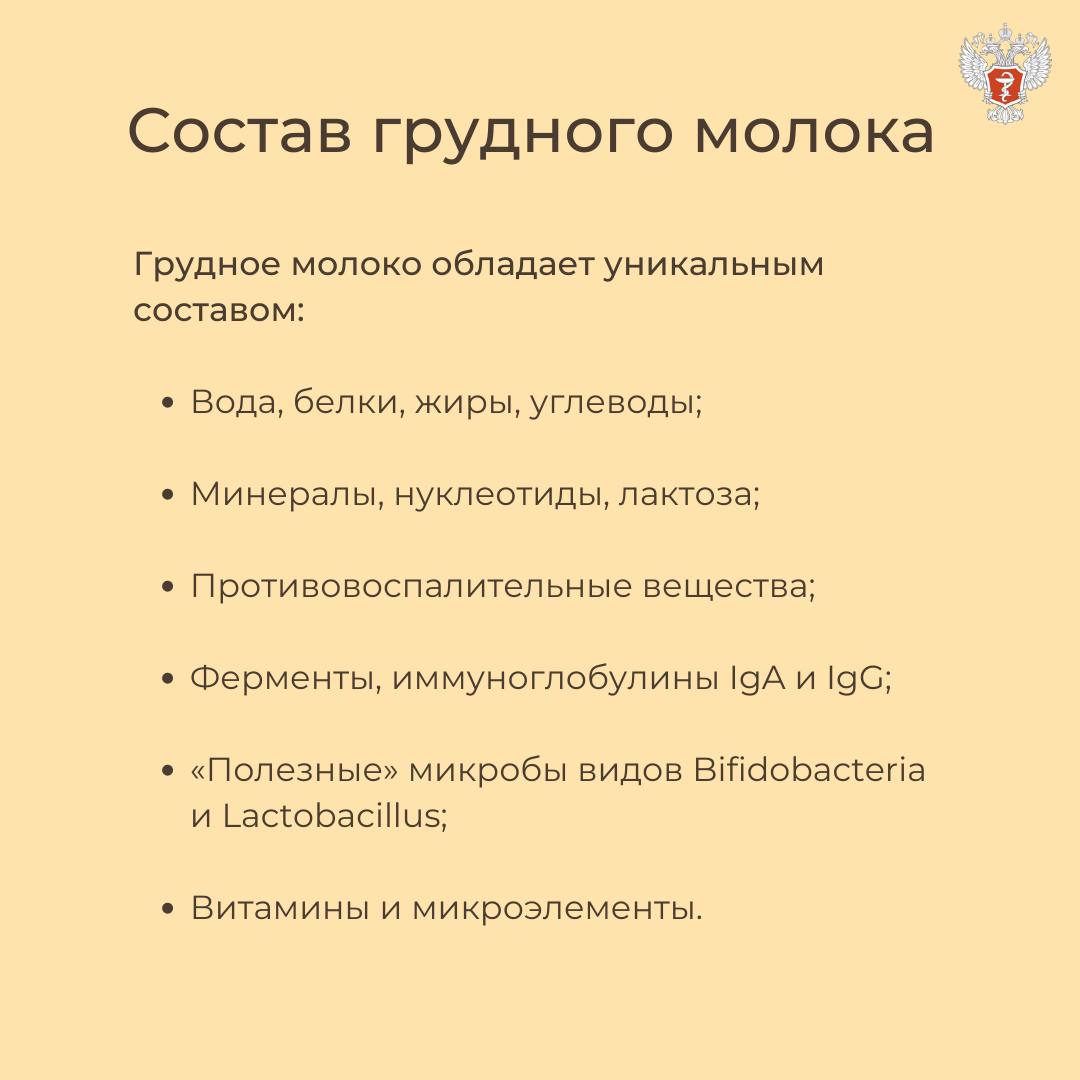 Состав грудного молока
Грудное молоко обладает уникальным
составом:
• Вода, белки, жиры, углеводы;
• Минералы, нуклеотиды, лактоза;
• Противовоспалительные вещества;
• Ферменты, иммуноглобулины IgA и IgG;
• «Полезные» микробы видов Bifidobacteria
и Lactobacillus;
• Витамины и микроэлементы.